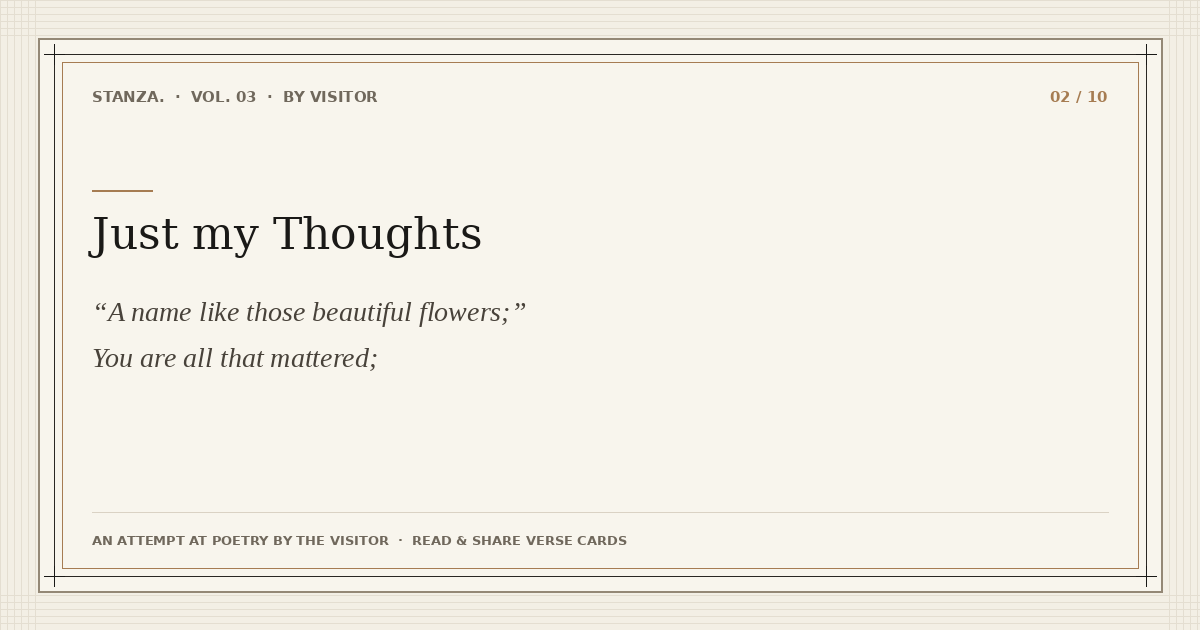 STANZA. · VOL. 03 · BY VISITOR
02 / 10
Just my Thoughts
“A name like those beautiful flowers;”
You are all that mattered;
AN ATTEMPT AT POETRY BY THE VISITOR · READ & SHARE VERSE CARDS